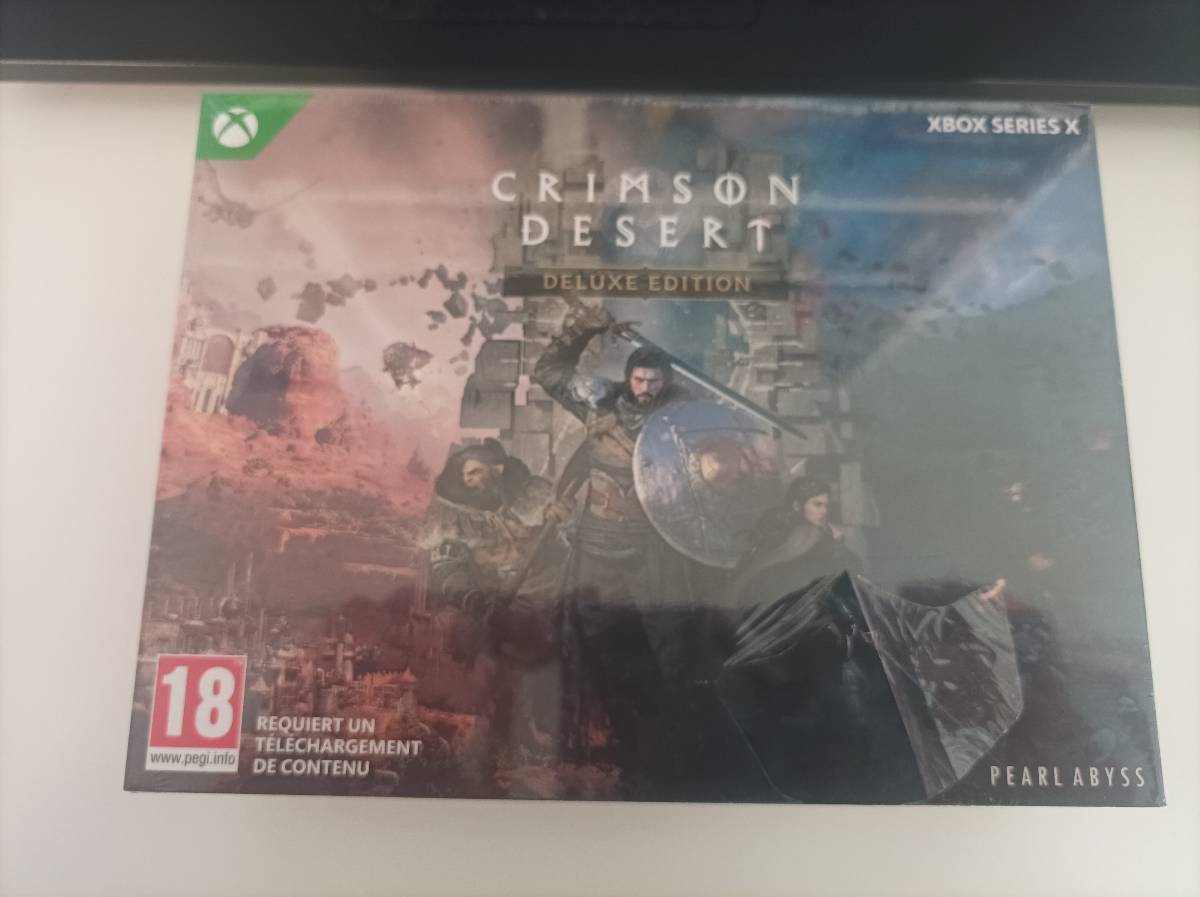 XBOX SERIES X
CRIMSON
DESERT
DELUXE EDITION
18
www.pegi.info
REQUIERT UN
TÉLÉCHARGEMENT
DE CONTENU
PEARL ABYSS